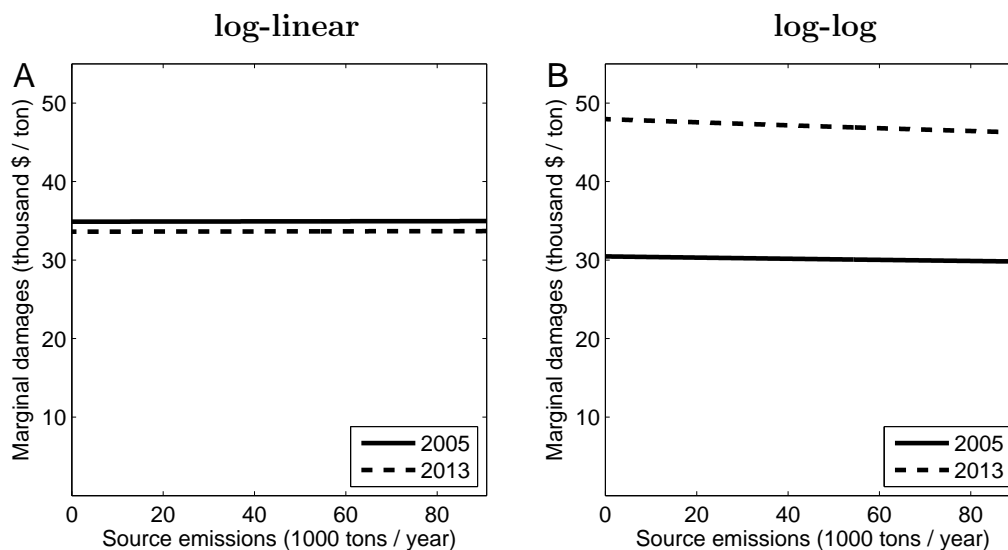 log-linear
A
Marginal damages (thousand $ / ton)
50
40
30
20
10
0 20 40 60 80
Source emissions (1000 tons / year)
2005
2013
log-log
B
Marginal damages (thousand $ / ton)
50
40
30
20
10
0 20 40 60 80
Source emissions (1000 tons / year)
2005
2013